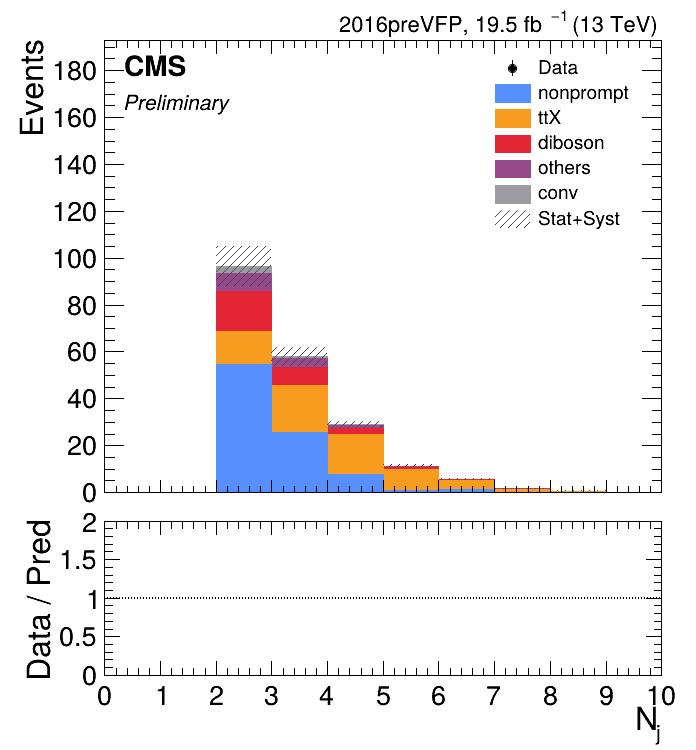 2016preVFP, 19.5 fb⁻¹ (13 TeV)
Events
CMS
Preliminary
Data
nonprompt
ttX
diboson
others
conv
Stat+Syst
180
160
140
120
100
80
60
40
20
0
Data / Pred
2
1.5
1
0.5
0
0 1 2 3 4 5 6 7 8 9 10
N_j